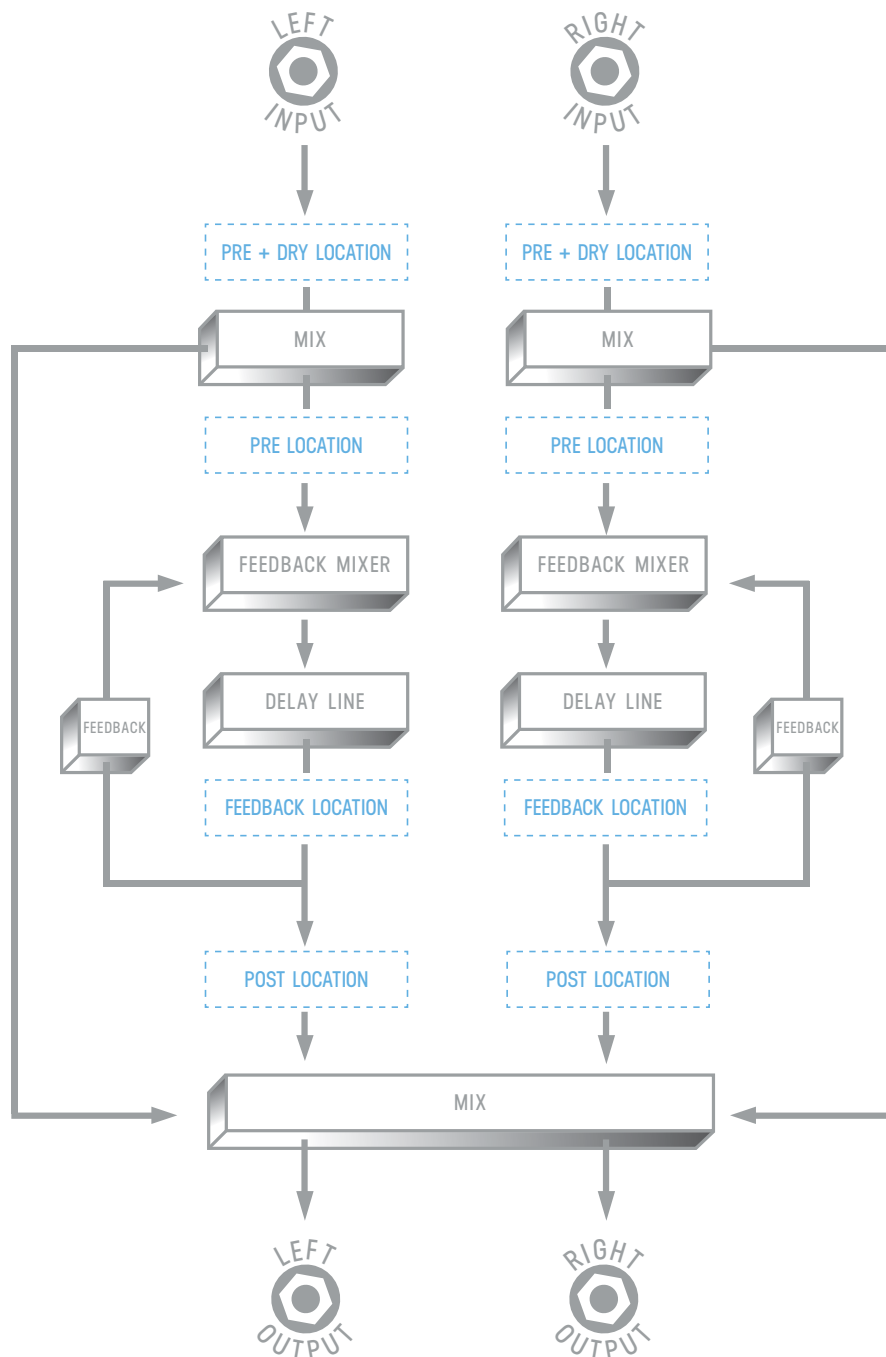 LEFT INPUT
RIGHT INPUT
PRE + DRY LOCATION
PRE + DRY LOCATION
MIX
MIX
PRE LOCATION
PRE LOCATION
FEEDBACK MIXER
FEEDBACK MIXER
DELAY LINE
DELAY LINE
FEEDBACK
FEEDBACK
FEEDBACK LOCATION
FEEDBACK LOCATION
POST LOCATION
POST LOCATION
MIX
LEFT OUTPUT
RIGHT OUTPUT